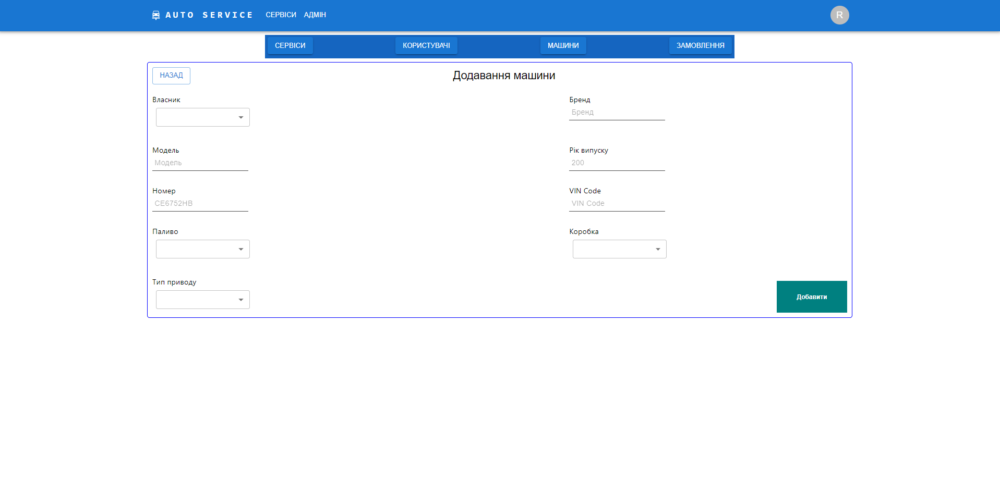 AUTO SERVICE СЕРВІСИ АДМІН R
СЕРВІСИ КОРИСТУВАЧІ МАШИНИ ЗАМОВЛЕННЯ
НАЗАД Додавання машини
Власник Бренд
Бренд
Модель Рік випуску
Модель 200
Номер VIN Code
CE6752HB VIN Code
Паливо Коробка
Тип приводу
Добавити